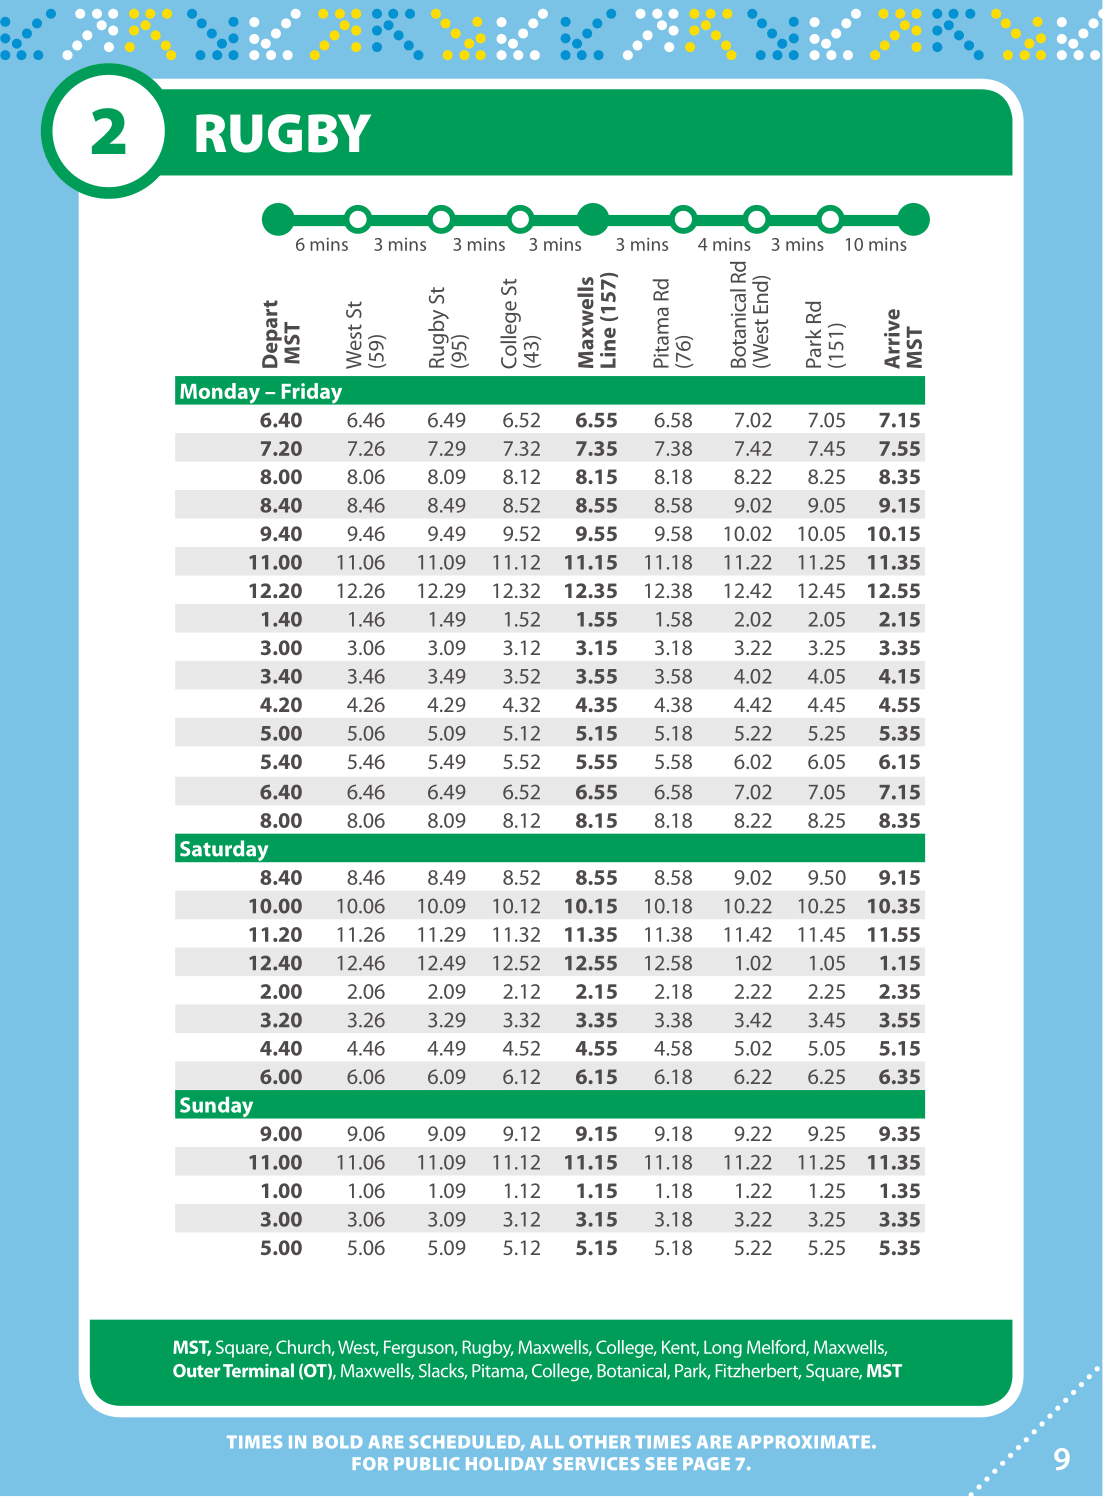 2 RUGBY
6 mins 3 mins 3 mins 3 mins 3 mins 4 mins 3 mins 10 mins
Depart MST
West St (59)
Rugby St (95)
College St (43)
Maxwells Line (157)
Pitama Rd (76)
Botanical Rd (West End)
Park Rd (151)
Arrive MST
Monday – Friday
6.40 6.46 6.49 6.52 6.55 6.58 7.02 7.05 7.15
7.20 7.26 7.29 7.32 7.35 7.38 7.42 7.45 7.55
8.00 8.06 8.09 8.12 8.15 8.18 8.22 8.25 8.35
8.40 8.46 8.49 8.52 8.55 8.58 9.02 9.05 9.15
9.40 9.46 9.49 9.52 9.55 9.58 10.02 10.05 10.15
11.00 11.06 11.09 11.12 11.15 11.18 11.22 11.25 11.35
12.20 12.26 12.29 12.32 12.35 12.38 12.42 12.45 12.55
1.40 1.46 1.49 1.52 1.55 1.58 2.02 2.05 2.15
3.00 3.06 3.09 3.12 3.15 3.18 3.22 3.25 3.35
3.40 3.46 3.49 3.52 3.55 3.58 4.02 4.05 4.15
4.20 4.26 4.29 4.32 4.35 4.38 4.42 4.45 4.55
5.00 5.06 5.09 5.12 5.15 5.18 5.22 5.25 5.35
5.40 5.46 5.49 5.52 5.55 5.58 6.02 6.05 6.15
6.40 6.46 6.49 6.52 6.55 6.58 7.02 7.05 7.15
8.00 8.06 8.09 8.12 8.15 8.18 8.22 8.25 8.35
Saturday
8.40 8.46 8.49 8.52 8.55 8.58 9.02 9.50 9.15
10.00 10.06 10.09 10.12 10.15 10.18 10.22 10.25 10.35
11.20 11.26 11.29 11.32 11.35 11.38 11.42 11.45 11.55
12.40 12.46 12.49 12.52 12.55 12.58 1.02 1.05 1.15
2.00 2.06 2.09 2.12 2.15 2.18 2.22 2.25 2.35
3.20 3.26 3.29 3.32 3.35 3.38 3.42 3.45 3.55
4.40 4.46 4.49 4.52 4.55 4.58 5.02 5.05 5.15
6.00 6.06 6.09 6.12 6.15 6.18 6.22 6.25 6.35
Sunday
9.00 9.06 9.09 9.12 9.15 9.18 9.22 9.25 9.35
11.00 11.06 11.09 11.12 11.15 11.18 11.22 11.25 11.35
1.00 1.06 1.09 1.12 1.15 1.18 1.22 1.25 1.35
3.00 3.06 3.09 3.12 3.15 3.18 3.22 3.25 3.35
5.00 5.06 5.09 5.12 5.15 5.18 5.22 5.25 5.35
MST, Square, Church, West, Ferguson, Rugby, Maxwells, College, Kent, Long Melford, Maxwells,
Outer Terminal (OT), Maxwells, Slacks, Pitama, College, Botanical, Park, Fitzherbert, Square, MST
TIMES IN BOLD ARE SCHEDULED, ALL OTHER TIMES ARE APPROXIMATE.
FOR PUBLIC HOLIDAY SERVICES SEE PAGE 7.
9